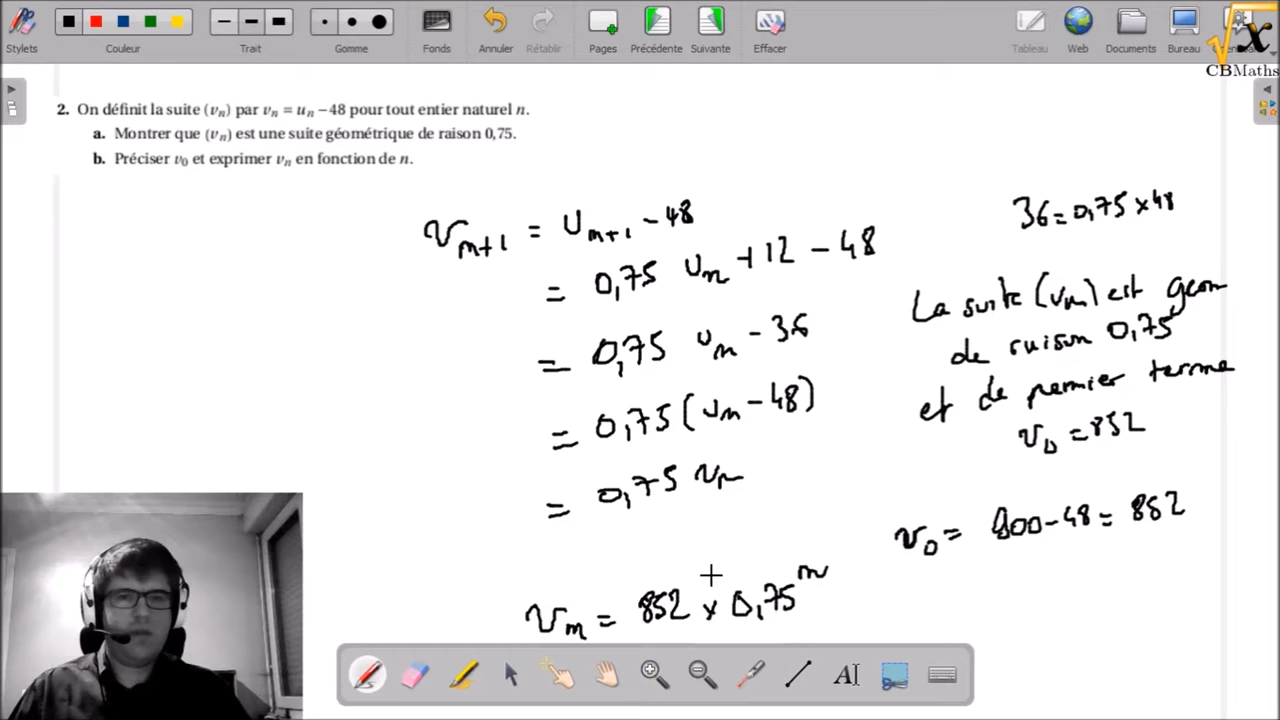 Stylets
Couleur
Trait
Gomme
Fonds
Annuler
Rétablir
Pages
Précédente
Suivante
Effacer
Tableau
Web
Documents
Bureau
CBMaths
2. On définit la suite (vn) par vn = un − 48 pour tout entier naturel n.
a. Montrer que (vn) est une suite géométrique de raison 0,75.
b. Préciser v0 et exprimer vn en fonction de n.
vn+1 = un+1 − 48
= 0,75 un + 12 − 48
= 0,75 un − 36
= 0,75 (un − 48)
= 0,75 vn
vn = 852 × 0,75^n
36 = 0,75 × 48
La suite (vn) est géom
de raison 0,75
et de premier terme
v0 = 852
v0 = 900 − 48 = 852